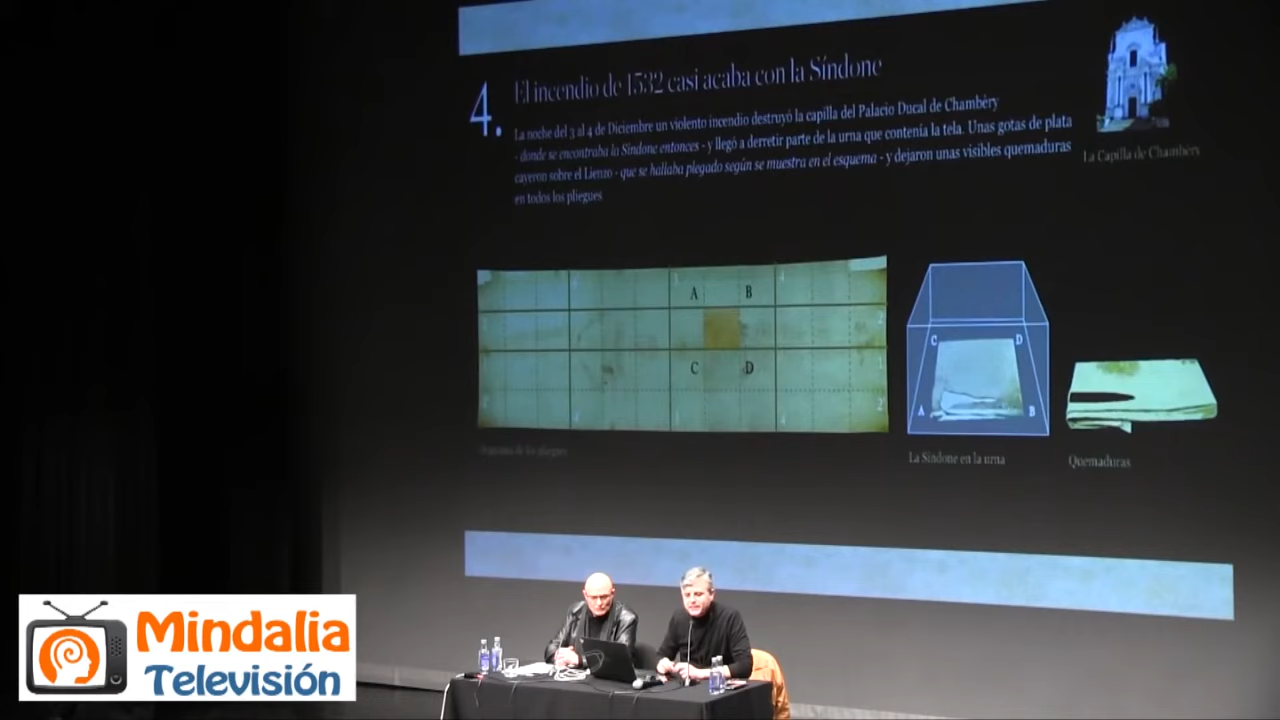 4.
El incendio de 1532 casi acaba con la Síndone
La noche del 3 al 4 de Diciembre un violento incendio destruyó la capilla del Palacio Ducal de Chambéry
- donde se encontraba la Síndone entonces - y llegó a derretir parte de la urna que contenía la tela. Unas gotas de plata
cayeron sobre el Lienzo - que se hallaba plegado según se muestra en el esquema - y dejaron unas visibles quemaduras
en todos los pliegues
La Capilla de Chambéry
A B
C D
C D
A B
La Síndone en la urna
Quemaduras
Mindalia
Televisión